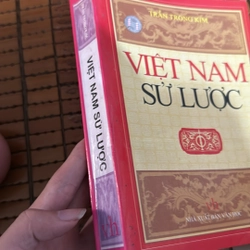 TRẦN TRỌNG KIM
VIỆT NAM
SỬ LƯỢC
VIỆT NAM SỬ LƯỢC